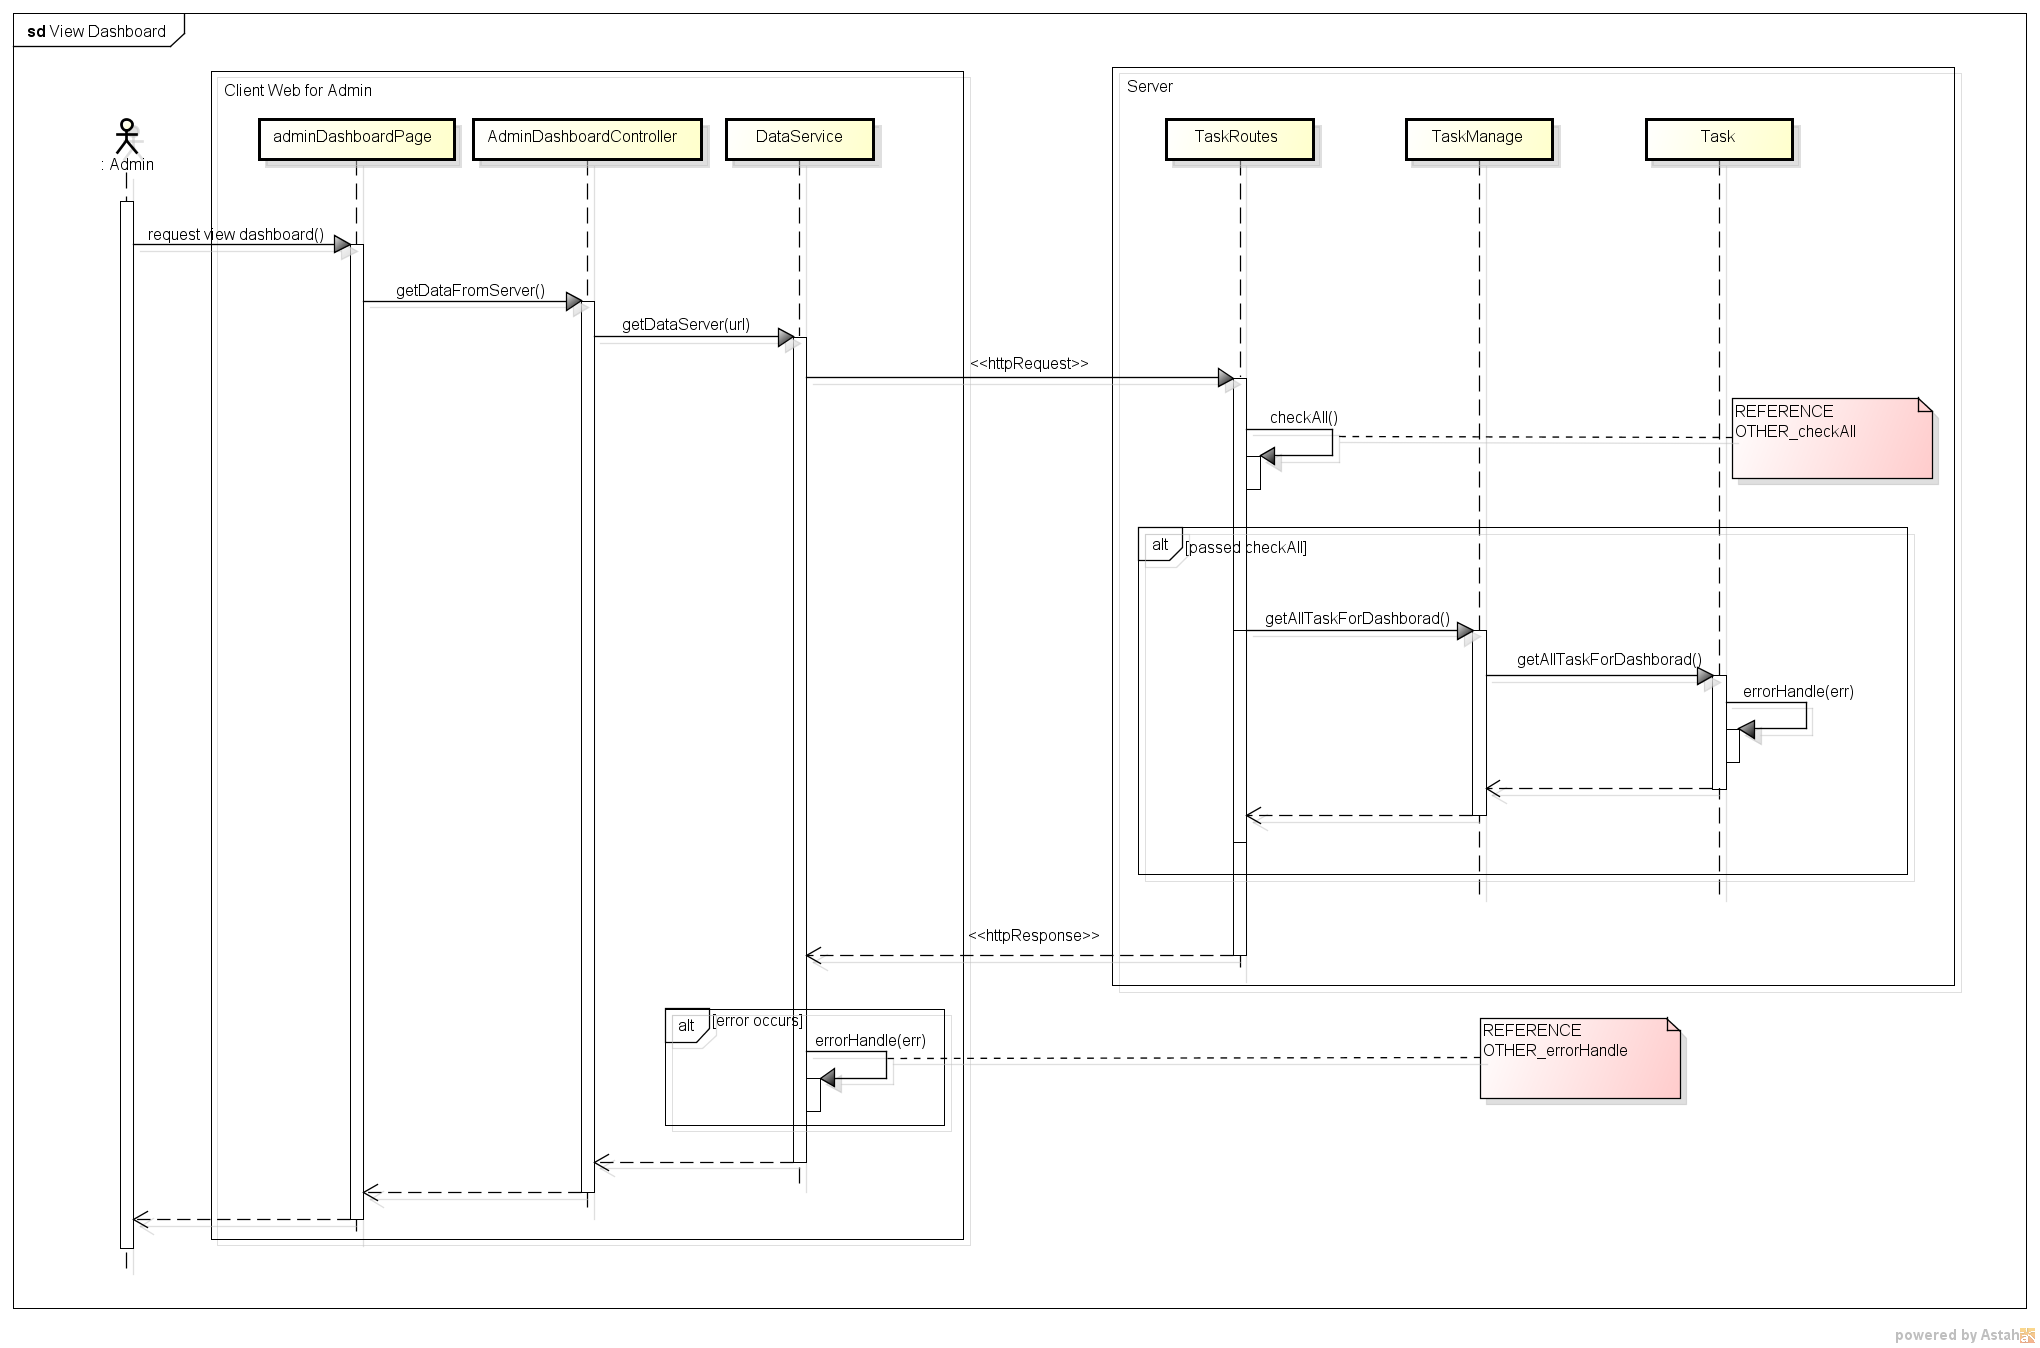 sd View Dashboard
Client Web for Admin
Server
adminDashboardPage
AdminDashboardController
DataService
TaskRoutes
TaskManage
Task
: Admin
request view dashboard()
getDataFromServer()
getDataServer(url)
<<httpRequest>>
checkAll()
REFERENCE
OTHER_checkAll
alt
[passed checkAll]
getAllTaskForDashborad()
getAllTaskForDashborad()
errorHandle(err)
<<httpResponse>>
alt
[error occurs]
errorHandle(err)
REFERENCE
OTHER_errorHandle
powered by Astah